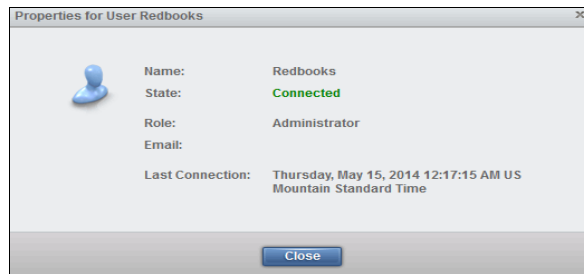 Properties for User Redbooks x
Name: Redbooks
State: Connected
Role: Administrator
Email:
Last Connection: Thursday, May 15, 2014 12:17:15 AM US
Mountain Standard Time
Close